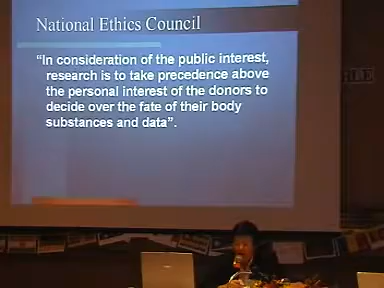 National Ethics Council
"In consideration of the public interest,
research is to take precedence above
the personal interest of the donors to
decide over the fate of their body
substances and data".